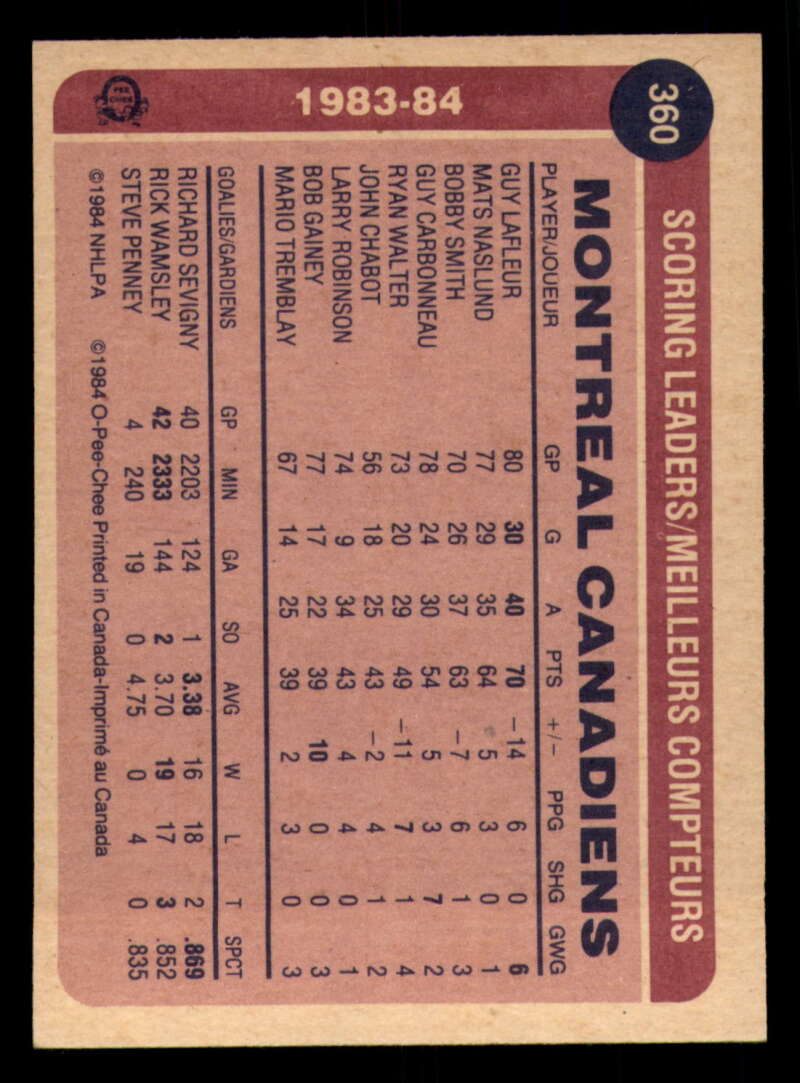 360
SCORING LEADERS/MEILLEURS COMPTEURS
1983-84
PEE
CHEE
MONTREAL CANADIENS
PLAYER/JOUEUR GP G A PTS +/- PPG SHG GWG
GUY LAFLEUR 80 30 40 70 -14 6 0 6
MATS NASLUND 77 29 35 64 5 3 0 1
BOBBY SMITH 70 26 37 63 -7 6 1 3
GUY CARBONNEAU 78 24 30 54 5 3 7 2
RYAN WALTER 73 20 29 49 -11 7 1 4
JOHN CHABOT 56 18 25 43 -2 4 1 2
LARRY ROBINSON 74 9 34 43 4 4 0 1
BOB GAINEY 77 17 22 39 10 0 0 3
MARIO TREMBLAY 67 14 25 39 2 3 0 3
GOALIES/GARDIENS GP MIN GA SO AVG W L T SPCT
RICHARD SEVIGNY 40 2203 124 1 3.38 16 18 2 .869
RICK WAMSLEY 42 2333 144 2 3.70 19 17 3 .852
STEVE PENNEY 4 240 19 0 4.75 0 4 0 .835
©1984 NHLPA ©1984 O-Pee-Chee Printed in Canada-Imprimé au Canada